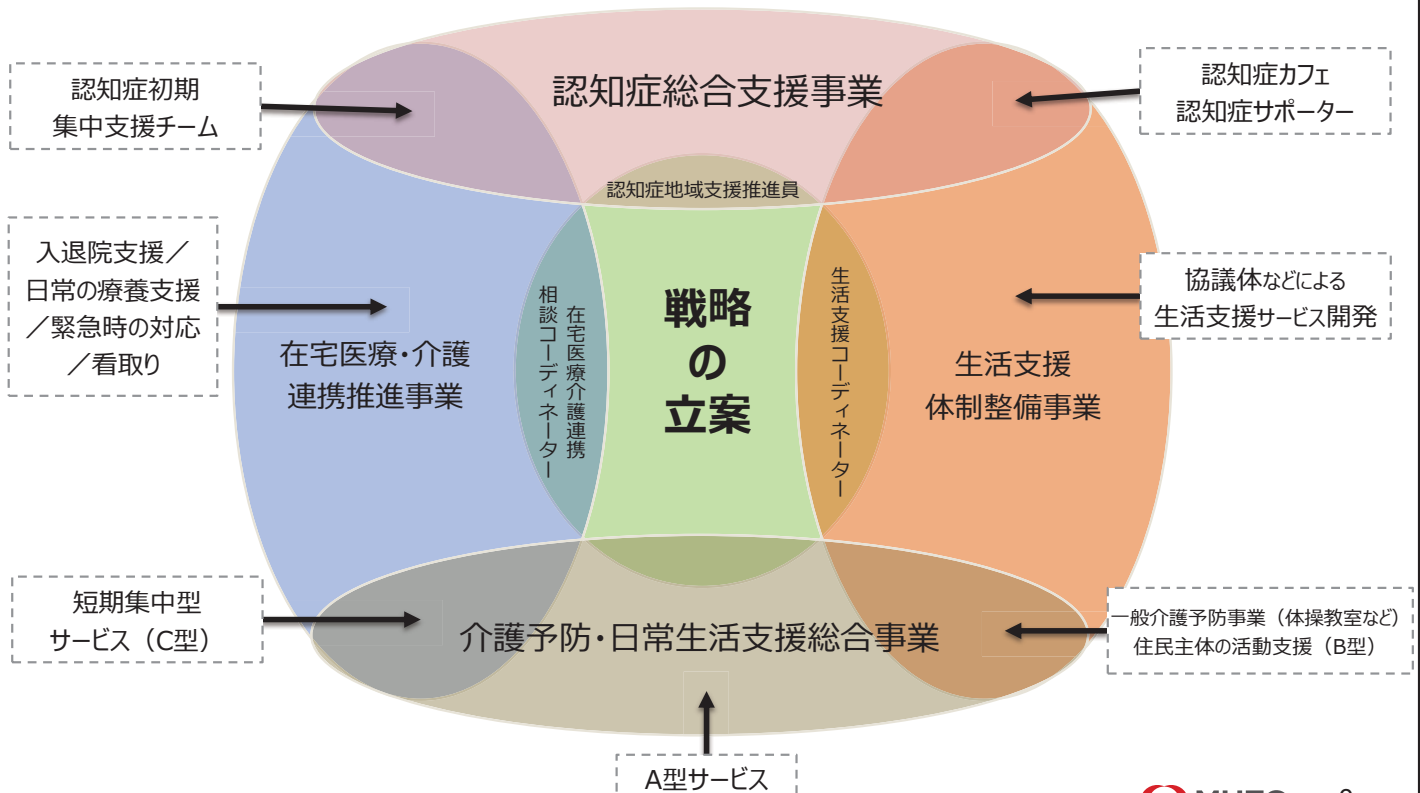 認知症総合支援事業
認知症初期
集中支援チーム
認知症カフェ
認知症サポーター
認知症地域支援推進員
入退院支援／
日常の療養支援
／緊急時の対応
／看取り
在宅医療・介護
連携推進事業
在宅医療介護連携
相談コーディネーター
戦略
の
立案
生活支援コーディネーター
協議体などによる
生活支援サービス開発
生活支援
体制整備事業
短期集中型
サービス（C型）
介護予防・日常生活支援総合事業
一般介護予防事業（体操教室など）
住民主体の活動支援（B型）
A型サービス